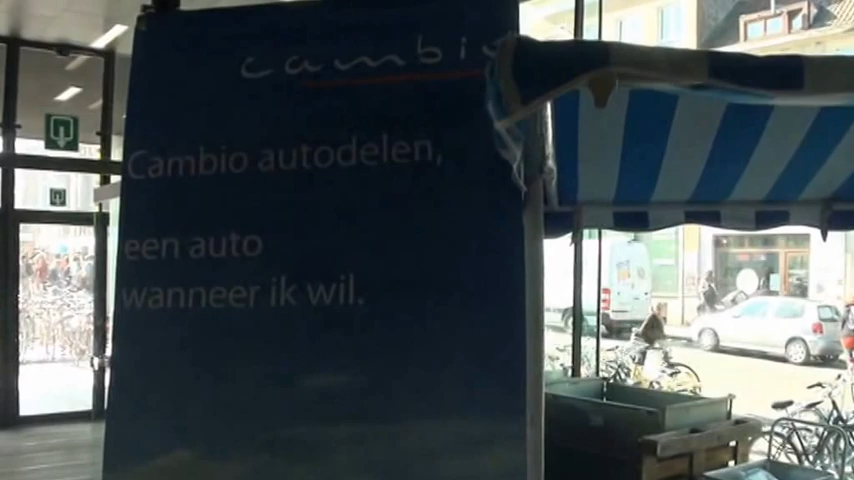 cambio
Cambio autodelen,
een auto
wanneer ik wil.